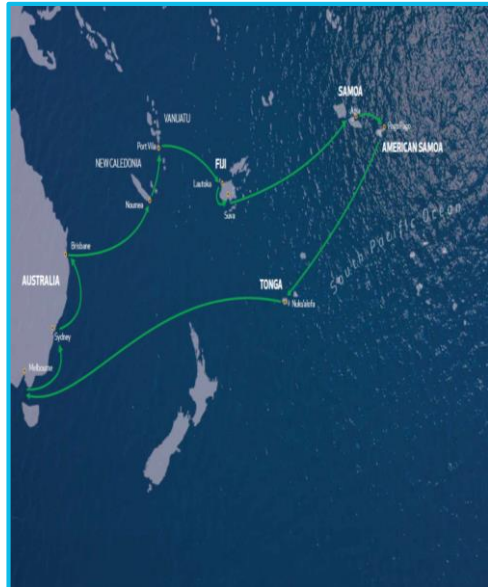 SAMOA
Apia
Pago Pago
AMERICAN SAMOA
VANUATU
Port Vila
FIJI
NEW CALEDONIA
Lautoka
Noumea
Suva
South Pacific Ocean
Brisbane
AUSTRALIA
TONGA
Nuku'alofa
Sydney
Melbourne